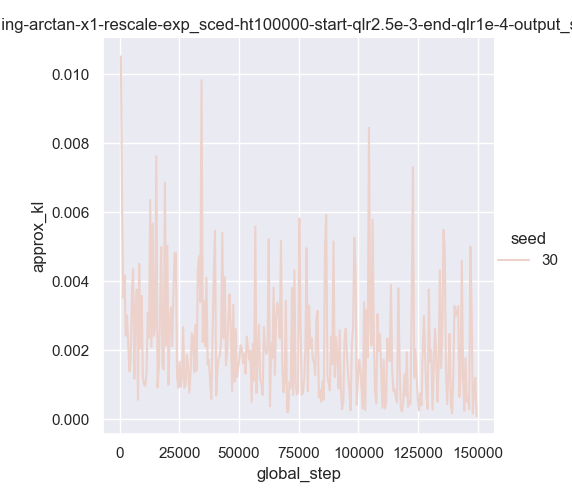 ing-arctan-x1-rescale-exp_sced-ht100000-start-qlr2.5e-3-end-qlr1e-4-output_s
0.010
0.008
0.006
0.004
0.002
0.000
approx_kl
0 25000 50000 75000 100000 125000 150000
global_step
seed
30